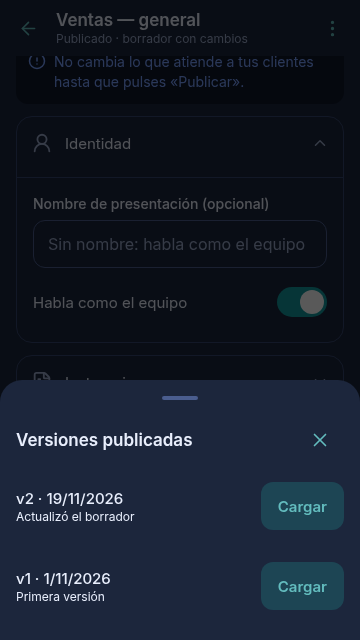 Ventas — general
Publicado · borrador con cambios
No cambia lo que atiende a tus clientes
hasta que pulses «Publicar».
Identidad
Nombre de presentación (opcional)
Sin nombre: habla como el equipo
Habla como el equipo
Versiones publicadas
v2 · 19/11/2026
Actualizó el borrador
Cargar
v1 · 1/11/2026
Primera versión
Cargar